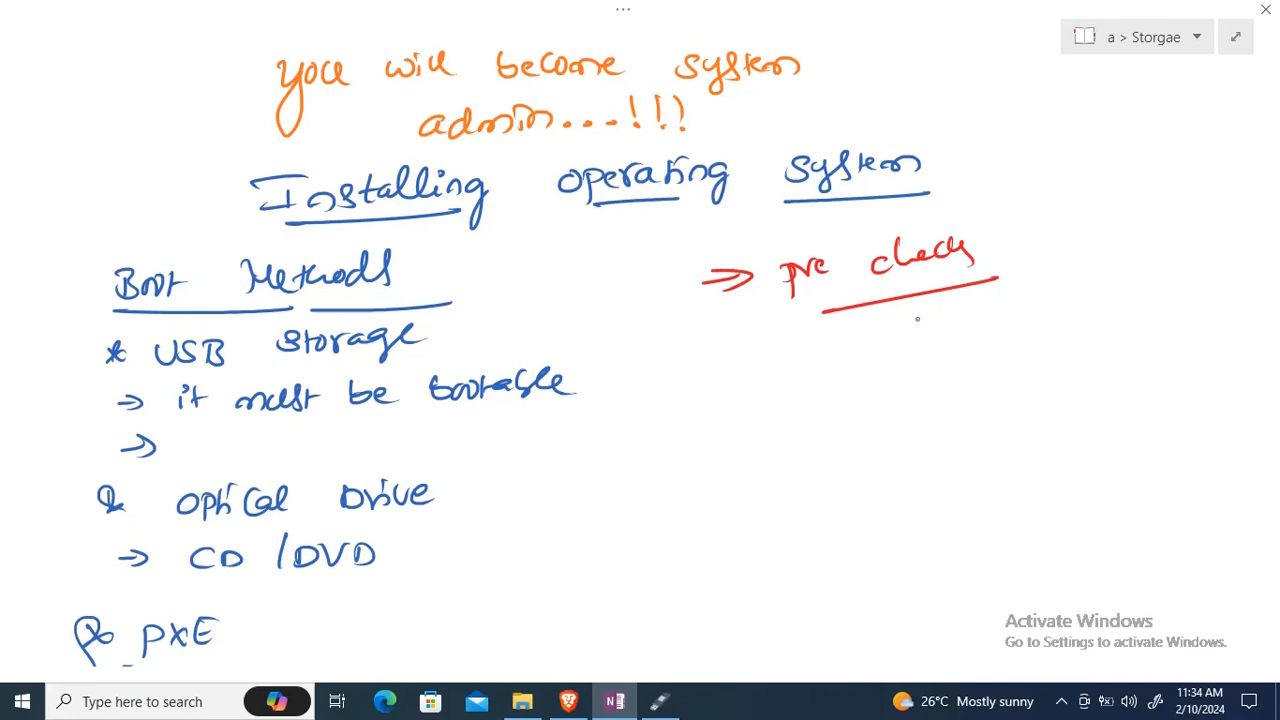 ...
a > Storgae
you will become system
admin...!!!
Installing operating system
Boot Methods
* USB storage
→ it must be bootable
⇒
* optical Drive
→ CD / DVD
* PXE
⇒ pre check
Activate Windows
Go to Settings to activate Windows.
Type here to search
N
26°C Mostly sunny
11:34 AM
2/10/2024